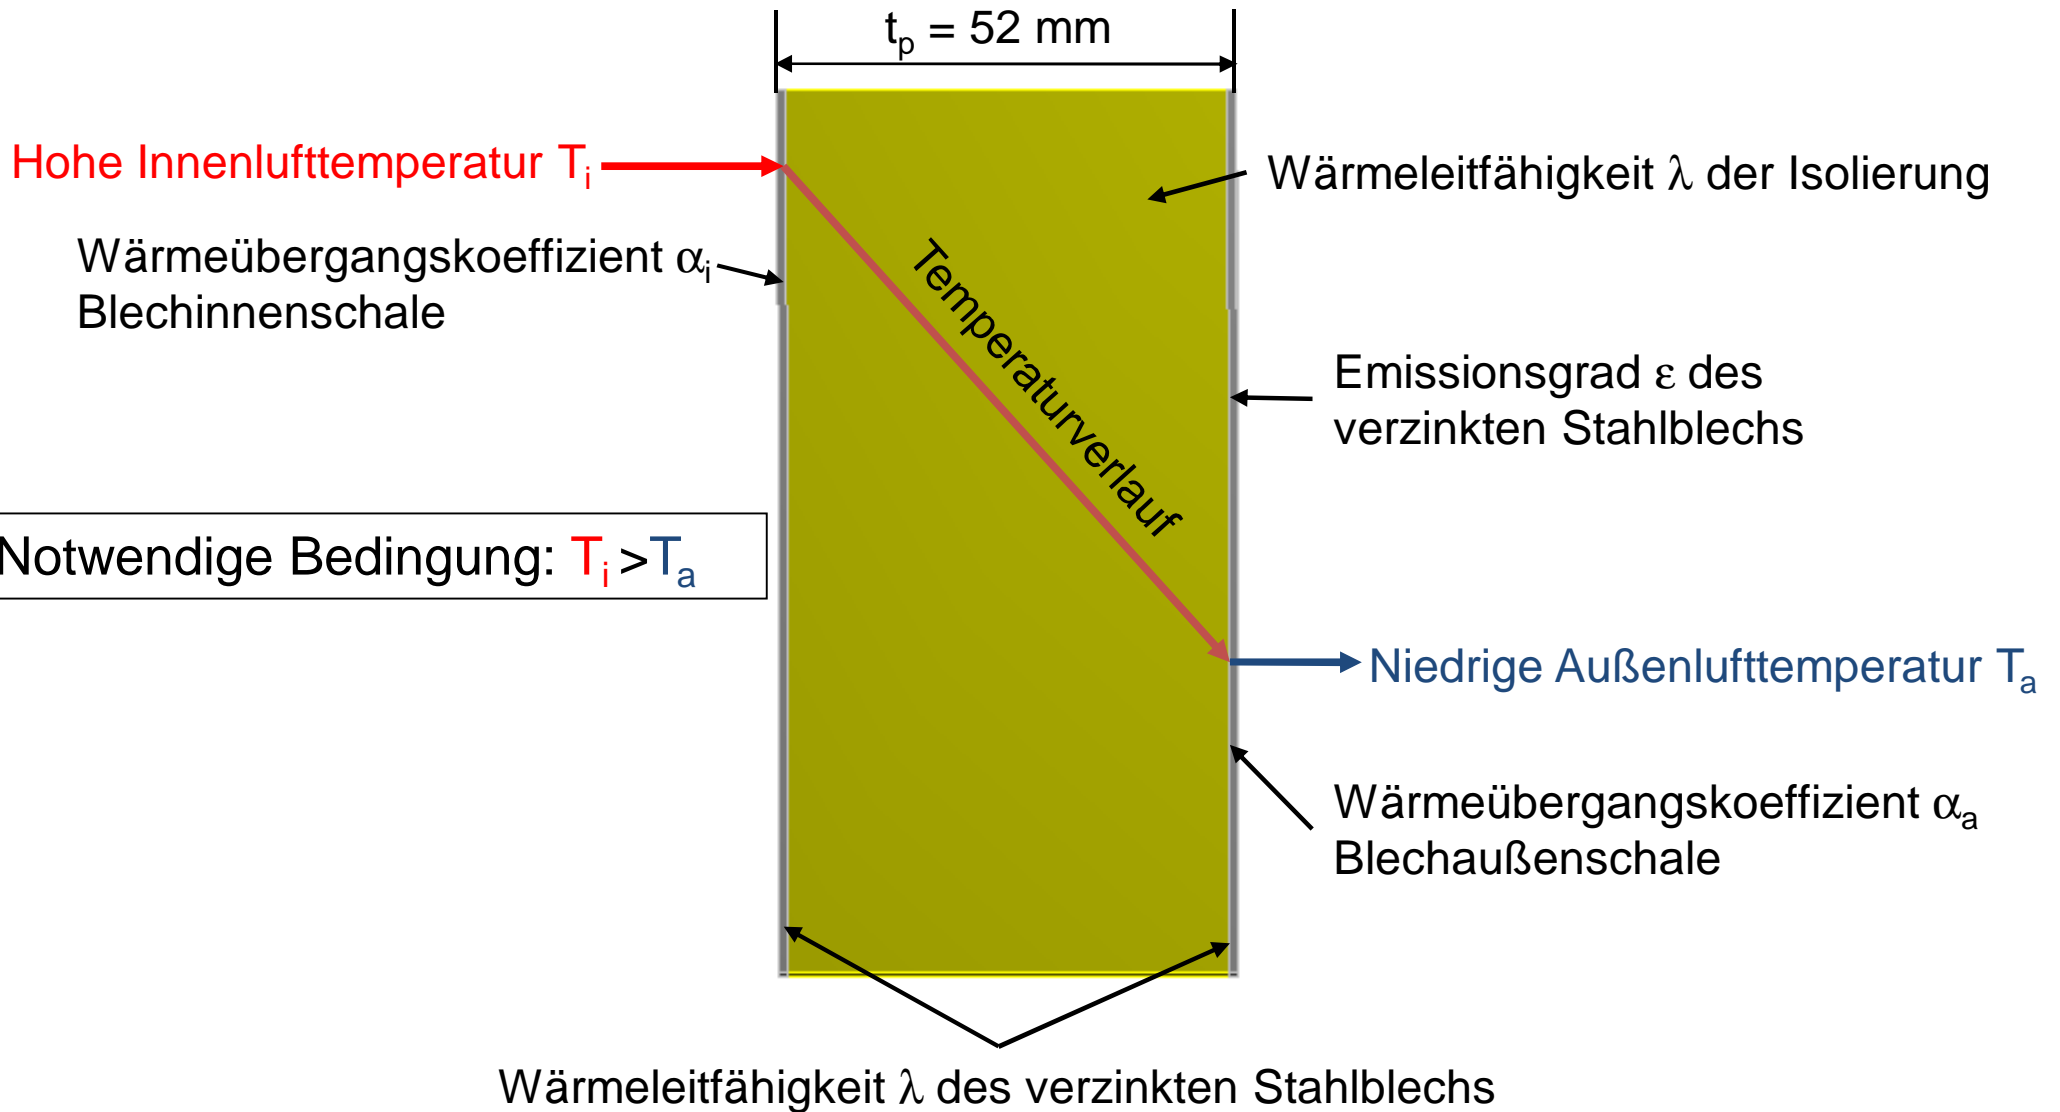 tp = 52 mm
Hohe Innenlufttemperatur Ti
Wärmeleitfähigkeit λ der Isolierung
Wärmeübergangskoeffizient αi
Blechinnenschale
Temperaturverlauf
Emissionsgrad ε des
verzinkten Stahlblechs
Notwendige Bedingung: Ti >Ta
Niedrige Außenlufttemperatur Ta
Wärmeübergangskoeffizient αa
Blechaußenschale
Wärmeleitfähigkeit λ des verzinkten Stahlblechs